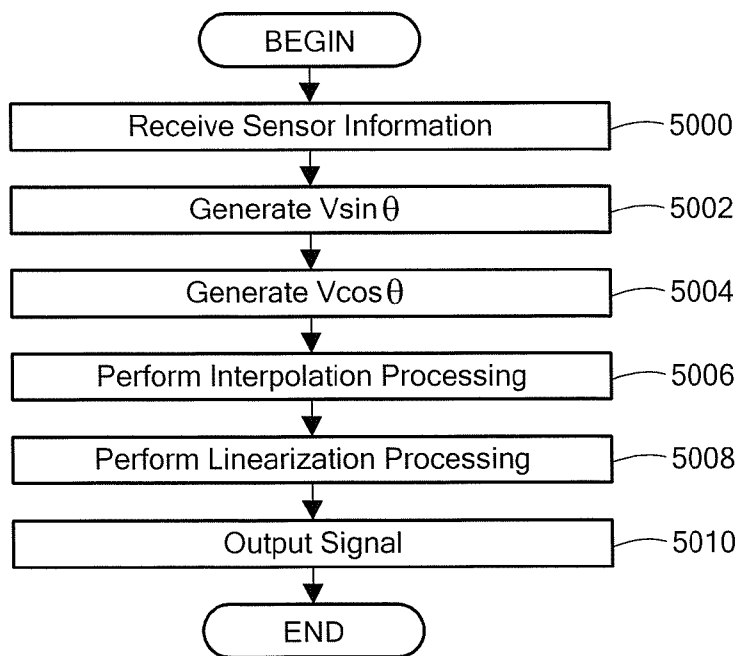 BEGIN
Receive Sensor Information 5000
Generate Vsinθ 5002
Generate Vcosθ 5004
Perform Interpolation Processing 5006
Perform Linearization Processing 5008
Output Signal 5010
END